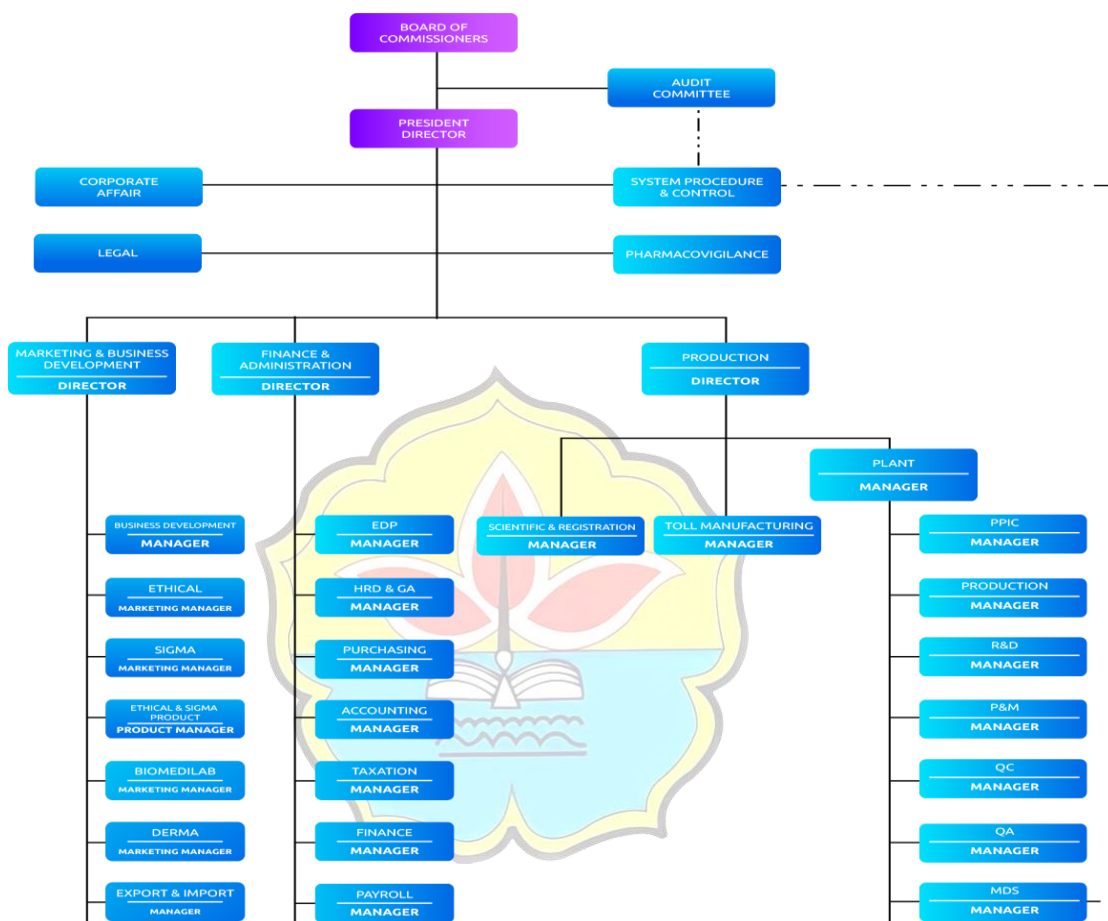 BOARD OF
COMMISSIONERS
AUDIT
COMMITTEE
PRESIDENT
DIRECTOR
CORPORATE
AFFAIR
SYSTEM PROCEDURE
& CONTROL
LEGAL
PHARMACOVIGILANCE
MARKETING & BUSINESS
DEVELOPMENT
DIRECTOR
FINANCE &
ADMINISTRATION
DIRECTOR
PRODUCTION
DIRECTOR
PLANT
MANAGER
BUSINESS DEVELOPMENT
MANAGER
ETHICAL
MARKETING MANAGER
SIGMA
MARKETING MANAGER
ETHICAL & SIGMA
PRODUCT
PRODUCT MANAGER
BIOMEDILAB
MARKETING MANAGER
DERMA
MARKETING MANAGER
EXPORT & IMPORT
MANAGER
EDP
MANAGER
HRD & GA
MANAGER
PURCHASING
MANAGER
ACCOUNTING
MANAGER
TAXATION
MANAGER
FINANCE
MANAGER
PAYROLL
MANAGER
SCIENTIFIC & REGISTRATION
MANAGER
TOLL MANUFACTURING
MANAGER
PPIC
MANAGER
PRODUCTION
MANAGER
R&D
MANAGER
P&M
MANAGER
QC
MANAGER
QA
MANAGER
MDS
MANAGER